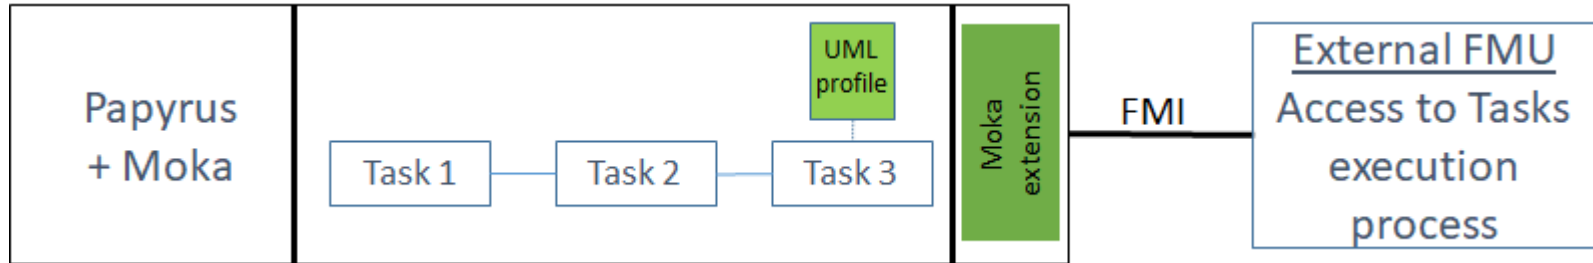 Papyrus
+ Moka
Task 1
Task 2
UML
profile
Task 3
Moka
extension
FMI
External FMU
Access to Tasks
execution
process